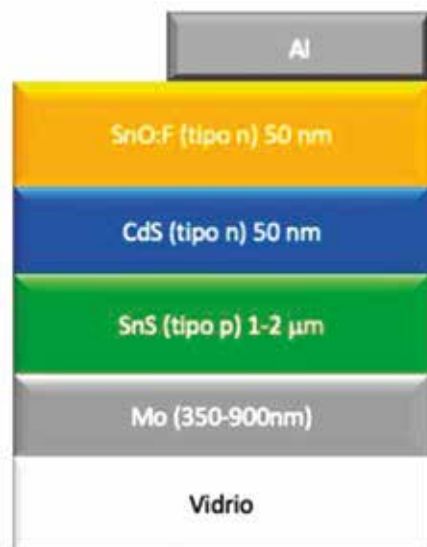 Al
SnO:F (tipo n) 50 nm
CdS (tipo n) 50 nm
SnS (tipo p) 1-2 μm
Mo (350-900nm)
Vidrio